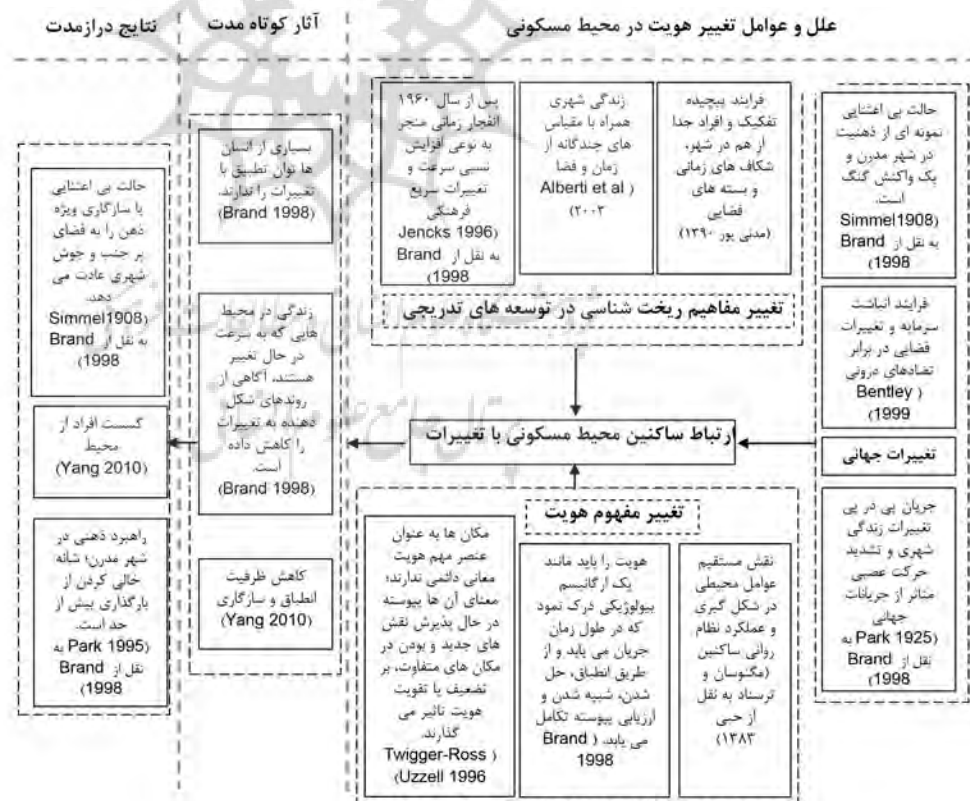 علل و عوامل تغییر هویت در محیط مسکونی
آثار کوتاه مدت
نتایج درازمدت
حالت بی اعتنایی
نمونه ای از ذهنیت
در شهر مدرن و
یک واکنش گنگ
است.
(Simmel1908
به نقل از Brand
1998)
فرایند انباشت
سرمایه و تغییرات
فضایی در برابر
تضادهای درونی
( Bentley
1999)
تغییرات جهانی
جریان پی در پی
تغییرات زندگی
شهری و تشدید
حرکت عصبی
متاثر از جریانات
جهانی
(Park 1925 به
نقل از Brand
1998)
فرایند پیچیده
تفکیک و افراد جدا
از هم در شهر،
شکاف های زمانی
و بسته های
فضایی
(مدنی پور ۱۳۹۰)
زندگی شهری
همراه با مقیاس
های چندگانه از
زمان و فضا
( Alberti et al
۲۰۰۳)
پس از سال ۱۹۶۰
انفجار زمانی منجر
به نوعی افزایش
نسبی سرعت و
تغییرات سریع
فرهنگی
(Jencks 1996
به نقل از Brand
1998)
تغییر مفاهیم ریخت شناسی در توسعه های تدریجی
ارتباط ساکنین محیط مسکونی با تغییرات
تغییر مفهوم هویت
نقش مستقیم
عوامل محیطی
در شکل گیری
و عملکرد نظام
روانی ساکنین
(مگنوسان و
ترستاد به نقل
از حبی
۱۳۸۳)
هویت را باید مانند
یک ارگانیسم
بیولوژیکی درک نمود
که در طول زمان
جریان می یابد و از
طریق انطباق، حل
شدن، شبیه شدن و
ارزیابی پیوسته تکامل
می یابد. ( Brand
1998
مکان ها به عنوان
عنصر مهم هویت
معانی دائمی ندارند؛
معنای آن ها پیوسته
در حال پذیرش نقش
های جدید و بودن در
مکان های متفاوت، بر
تضعیف یا تقویت
هویت تاثیر می
گذارند.
( Twigger-Ross
Uzzell 1996)
بسیاری از انسان
ها توان تطبیق با
تغییرات را ندارند.
(Brand 1998)
زندگی در محیط
هایی که به سرعت
در حال تغییر
هستند، آگاهی از
روندهای شکل
دهنده به تغییرات
را کاهش داده
است.
(Brand 1998)
کاهش ظرفیت
انطباق و سازگاری
(Yang 2010)
حالت بی اعتنایی
با سازگاری ویژه
ذهن را به فضای
پر جنب و جوش
شهری عادت می
دهد.
(Simmel1908
به نقل از Brand
1998
گسست افراد از
محیط
(Yang 2010)
راهبرد ذهنی در
شهر مدرن؛ شانه
خالی کردن از
بارگذاری بیش از
حد است.
(Park 1995 به
نقل از Brand
1998)
پژوهشگاه علوم انسانی و مطالعات فرهنگی
پرتال جامع علوم انسانی